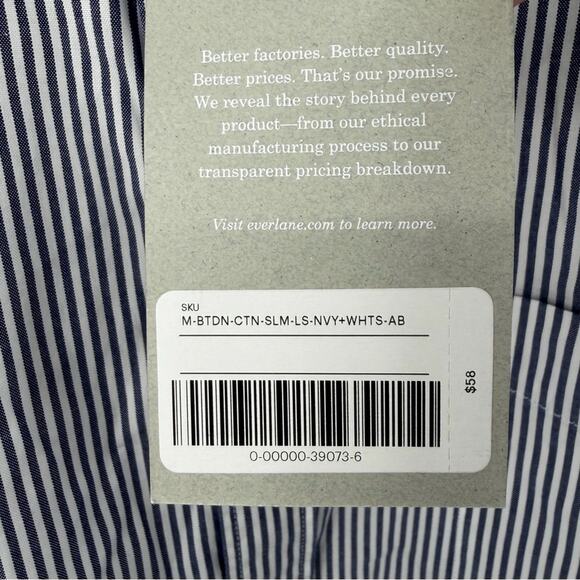 Better factories. Better quality.
Better prices. That's our promise.
We reveal the story behind every
product—from our ethical
manufacturing process to our
transparent pricing breakdown.
Visit everlane.com to learn more.
SKU
M-BTDN-CTN-SLM-LS-NVY+WHTS-AB
$58
0-00000-39073-6